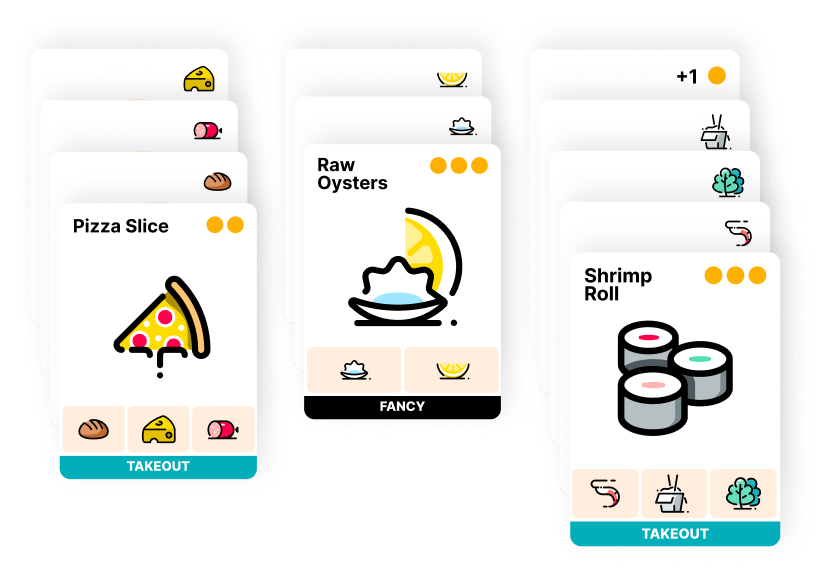 Pizza Slice
TAKEOUT
Raw
Oysters
FANCY
+1
Shrimp
Roll
TAKEOUT